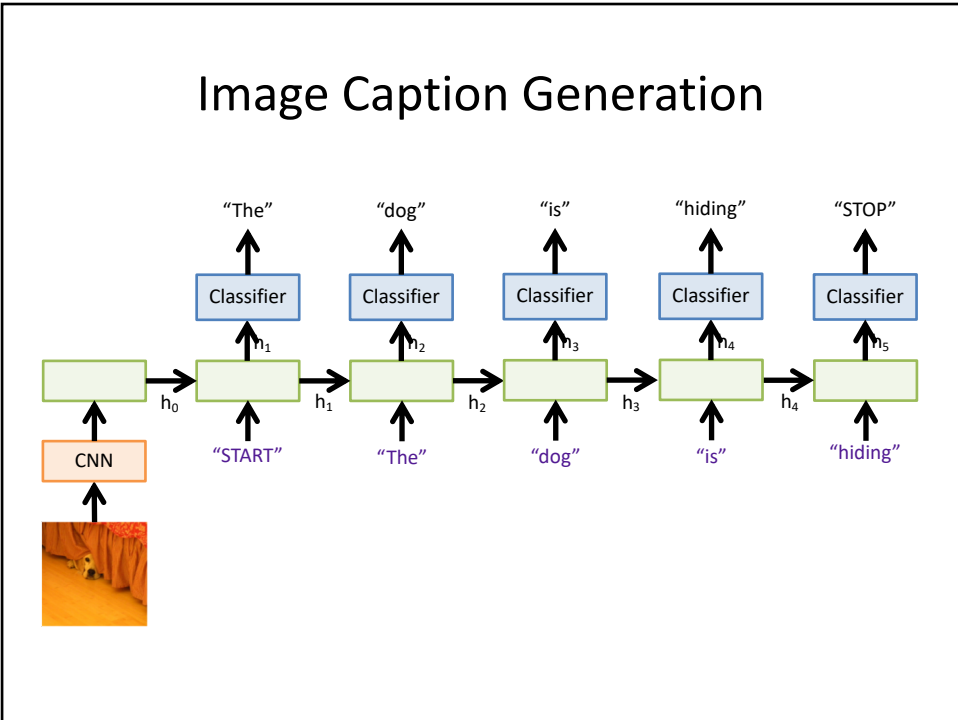 Image Caption Generation
“The” “dog” “is” “hiding” “STOP”
Classifier Classifier Classifier Classifier Classifier
h₁ h₂ h₃ h₄ h₅
h₀ h₁ h₂ h₃ h₄
CNN “START” “The” “dog” “is” “hiding”